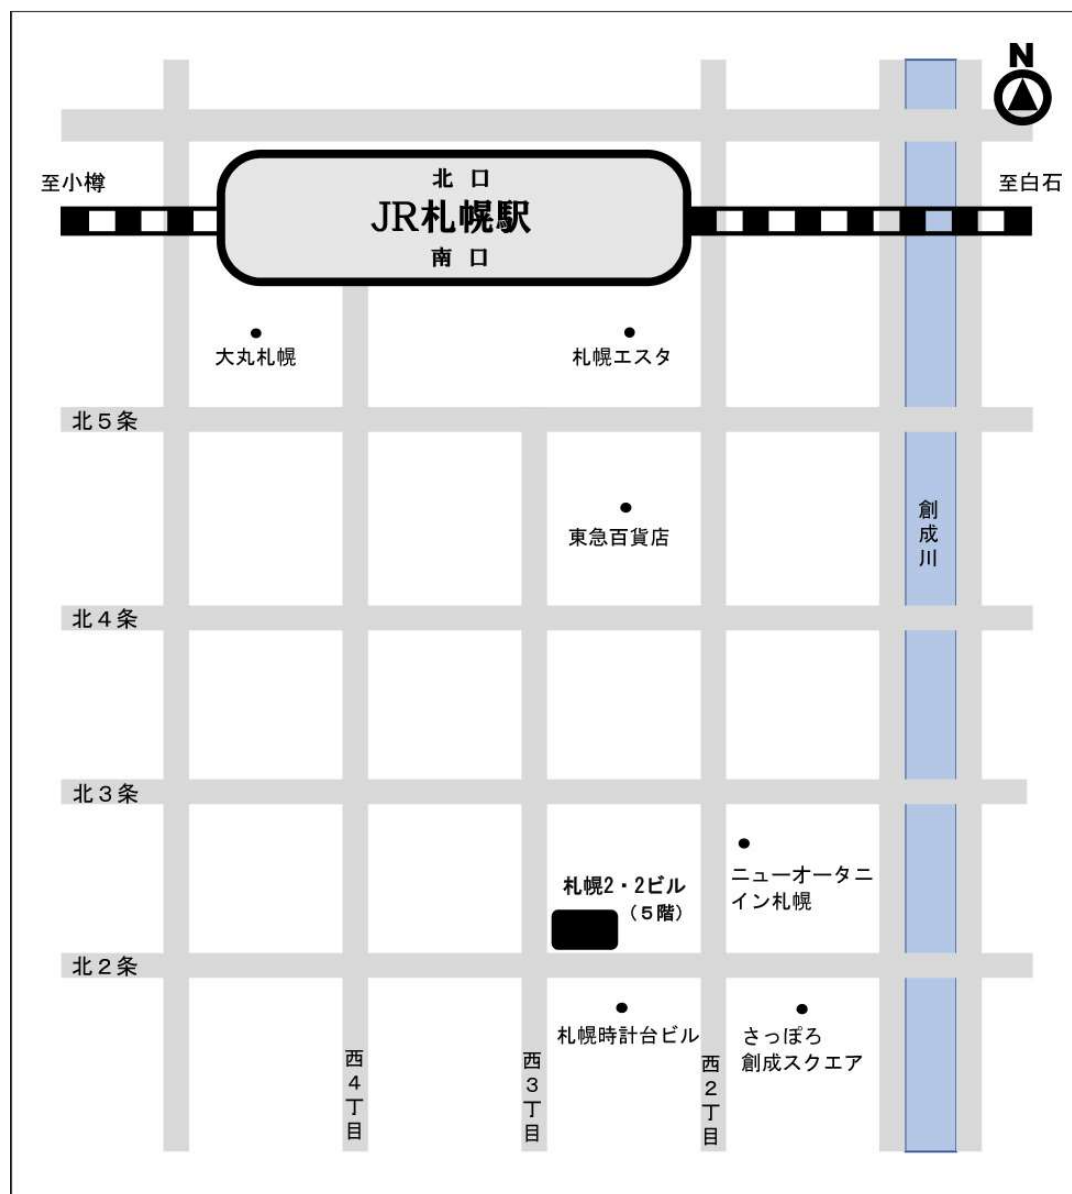 N
至小樽
北口
JR札幌駅
南口
至白石
大丸札幌
札幌エスタ
北5条
東急百貨店
創成川
北4条
北3条
ニューオータニ
イン札幌
札幌2・2ビル
（5階）
北2条
札幌時計台ビル
さっぽろ
創成スクエア
西4丁目
西3丁目
西2丁目